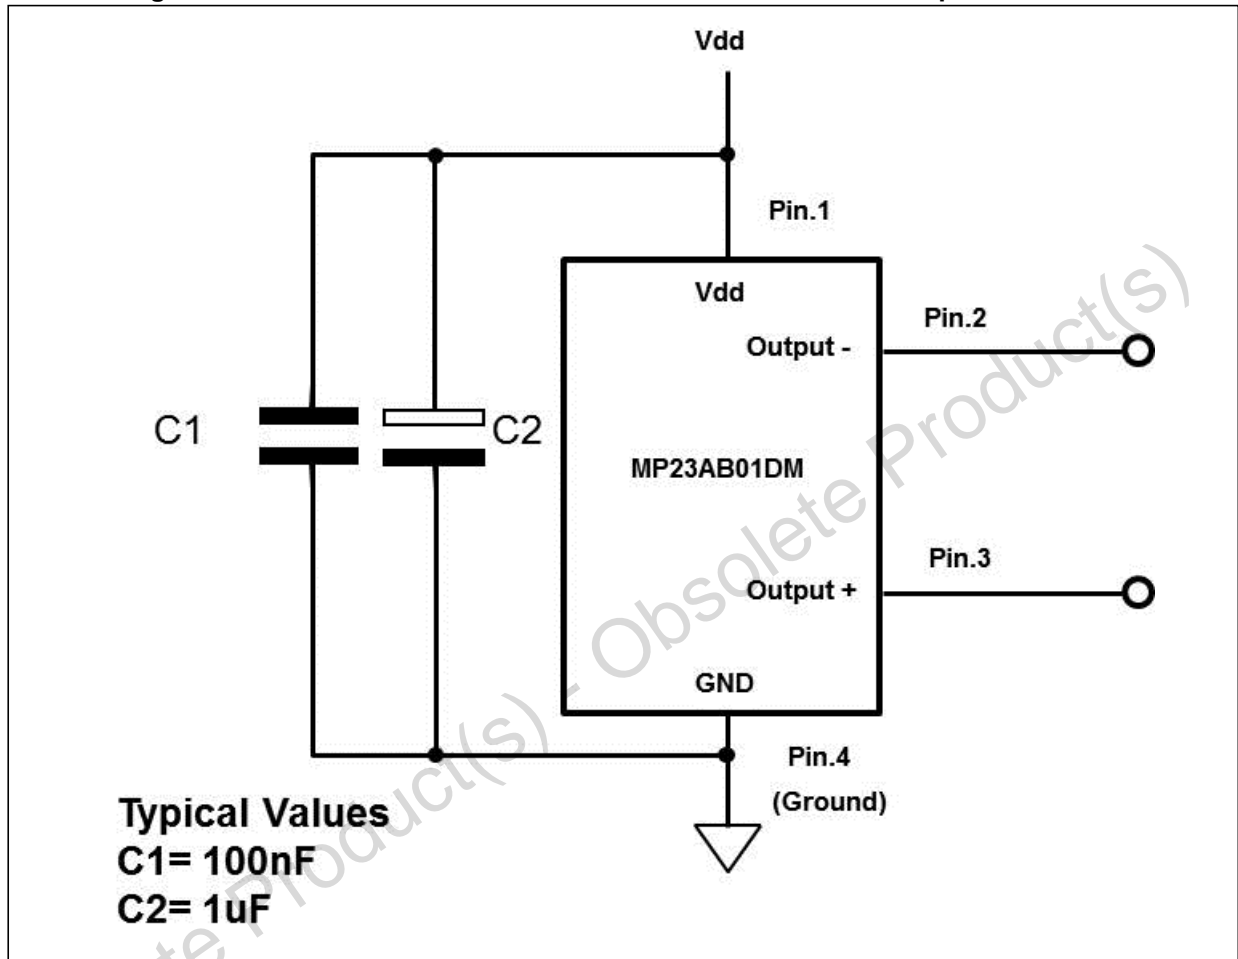 Vdd
Pin.1
Vdd
Pin.2
Output -
C1
C2
MP23AB01DM
Pin.3
Output +
GND
Pin.4
(Ground)
Typical Values
C1= 100nF
C2= 1uF
te Product(s) - Obsolete Product(s)